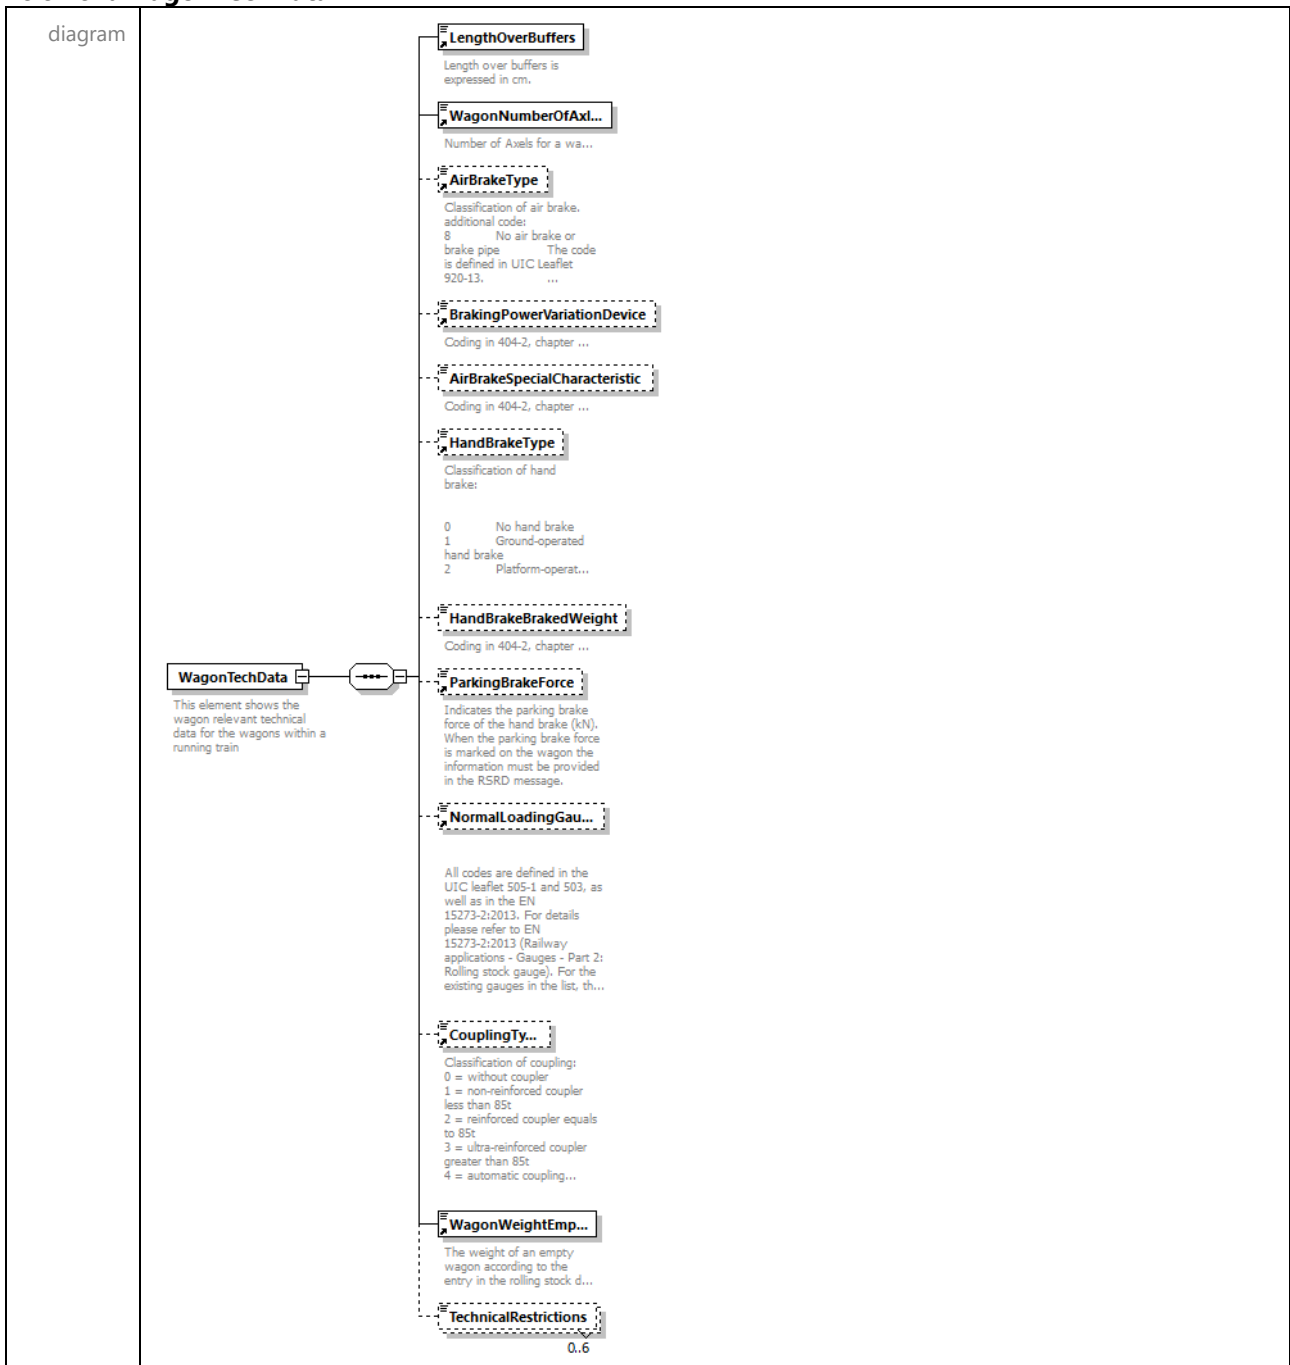 diagram
LengthOverBuffers
Length over buffers is
expressed in cm.
WagonNumberOfAxl...
Number of Axels for a wa...
AirBrakeType
Classification of air brake.
additional code:
8 No air brake or
brake pipe The code
is defined in UIC Leaflet
920-13. ...
BrakingPowerVariationDevice
Coding in 404-2, chapter ...
AirBrakeSpecialCharacteristic
Coding in 404-2, chapter ...
HandBrakeType
Classification of hand
brake:
0 No hand brake
1 Ground-operated
hand brake
2 Platform-operat...
HandBrakeBrakedWeight
Coding in 404-2, chapter ...
WagonTechData
This element shows the
wagon relevant technical
data for the wagons within a
running train
ParkingBrakeForce
Indicates the parking brake
force of the hand brake (kN).
When the parking brake force
is marked on the wagon the
information must be provided
in the RSRD message.
NormalLoadingGau...
All codes are defined in the
UIC leaflet 505-1 and 503, as
well as in the EN
15273-2:2013. For details
please refer to EN
15273-2:2013 (Railway
applications - Gauges - Part 2:
Rolling stock gauge). For the
existing gauges in the list, th...
CouplingTy...
Classification of coupling:
0 = without coupler
1 = non-reinforced coupler
less than 85t
2 = reinforced coupler equals
to 85t
3 = ultra-reinforced coupler
greater than 85t
4 = automatic coupling...
WagonWeightEmp...
The weight of an empty
wagon according to the
entry in the rolling stock d...
TechnicalRestrictions
0..6